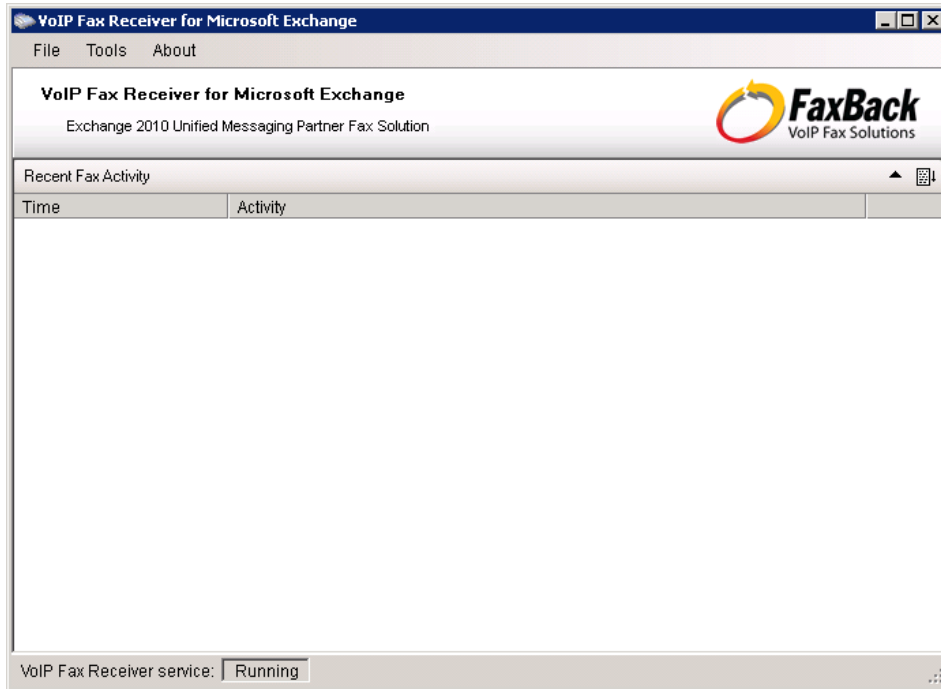 VoIP Fax Receiver for Microsoft Exchange
File Tools About
VoIP Fax Receiver for Microsoft Exchange
Exchange 2010 Unified Messaging Partner Fax Solution
FaxBack
VoIP Fax Solutions
Recent Fax Activity
Time Activity
VoIP Fax Receiver service: Running